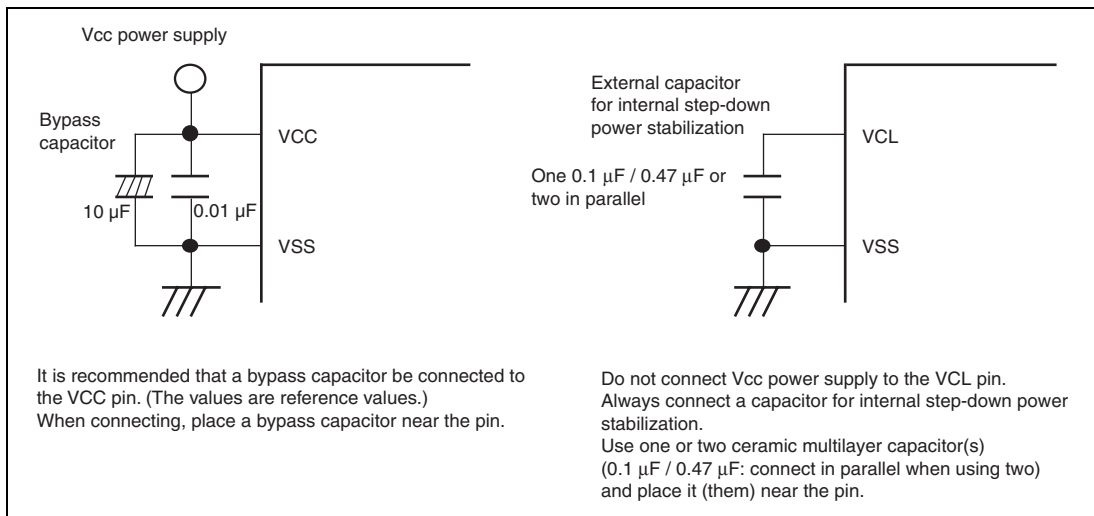 Vcc power supply
Bypass
capacitor
VCC
10 µF
0.01 µF
VSS
It is recommended that a bypass capacitor be connected to
the VCC pin. (The values are reference values.)
When connecting, place a bypass capacitor near the pin.
External capacitor
for internal step-down
power stabilization
VCL
One 0.1 µF / 0.47 µF or
two in parallel
VSS
Do not connect Vcc power supply to the VCL pin.
Always connect a capacitor for internal step-down power
stabilization.
Use one or two ceramic multilayer capacitor(s)
(0.1 µF / 0.47 µF: connect in parallel when using two)
and place it (them) near the pin.